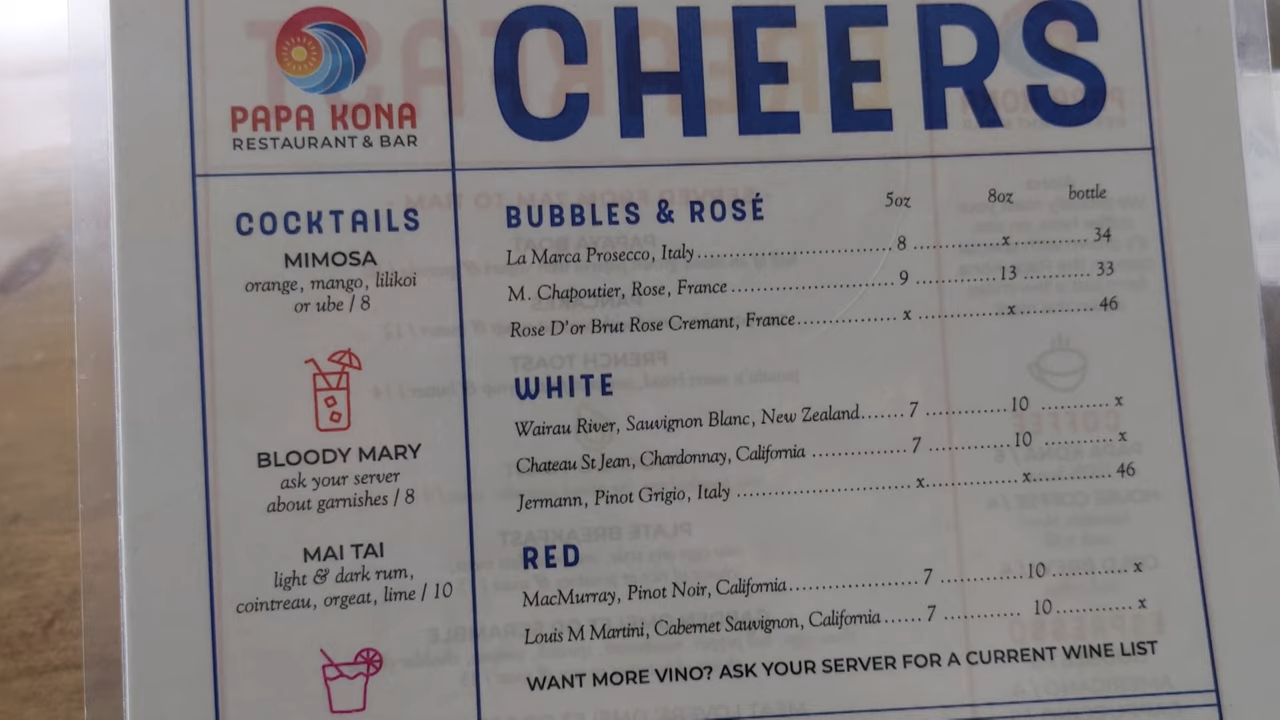 PAPA KONA
RESTAURANT & BAR
CHEERS
COCKTAILS
MIMOSA
orange, mango, lilikoi
or ube / 8
BLOODY MARY
ask your server
about garnishes / 8
MAI TAI
light & dark rum,
cointreau, orgeat, lime / 10
BUBBLES & ROSÉ 5oz 8oz bottle
La Marca Prosecco, Italy 8 x 34
M. Chapoutier, Rose, France 9 13 33
Rose D'or Brut Rose Cremant, France x x 46
WHITE
Wairau River, Sauvignon Blanc, New Zealand 7 10 x
Chateau St Jean, Chardonnay, California 7 10 x
Jermann, Pinot Grigio, Italy x x 46
RED
MacMurray, Pinot Noir, California 7 10 x
Louis M Martini, Cabernet Sauvignon, California 7 10 x
WANT MORE VINO? ASK YOUR SERVER FOR A CURRENT WINE LIST